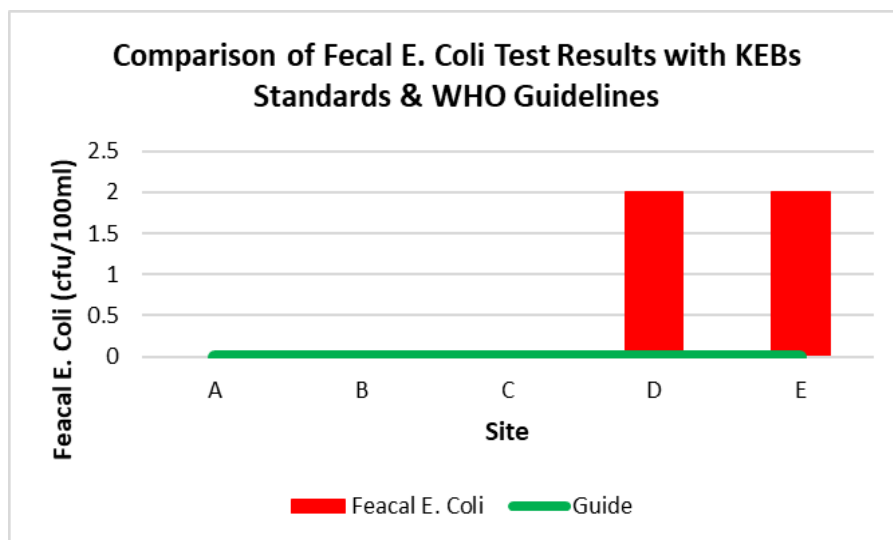 Comparison of Fecal E. Coli Test Results with KEBs
Standards & WHO Guidelines
Feacal E. Coli (cfu/100ml)
2.5
2
1.5
1
0.5
0
A B C D E
Site
Feacal E. Coli Guide